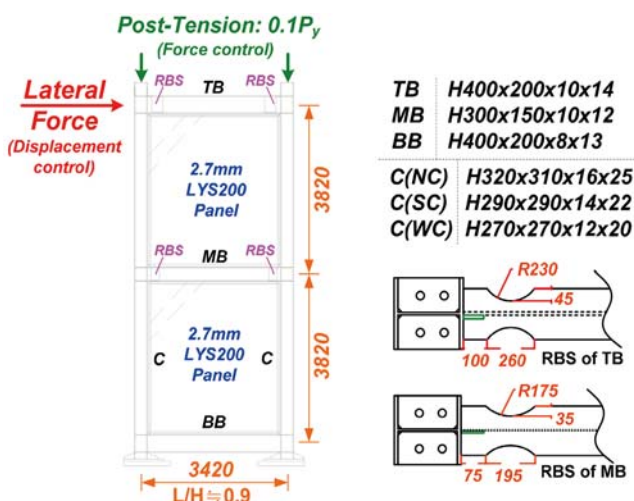 Post-Tension: 0.1Py
(Force control)
RBS TB RBS
Lateral
Force
(Displacement
control)
2.7mm
LYS200
Panel
3820
RBS RBS
MB
2.7mm
LYS200
Panel
3820
C C
BB
3420
L/H≒0.9
TB H400x200x10x14
MB H300x150x10x12
BB H400x200x8x13
C(NC) H320x310x16x25
C(SC) H290x290x14x22
C(WC) H270x270x12x20
R230
45
100 260 RBS of TB
R175
35
75 195 RBS of MB